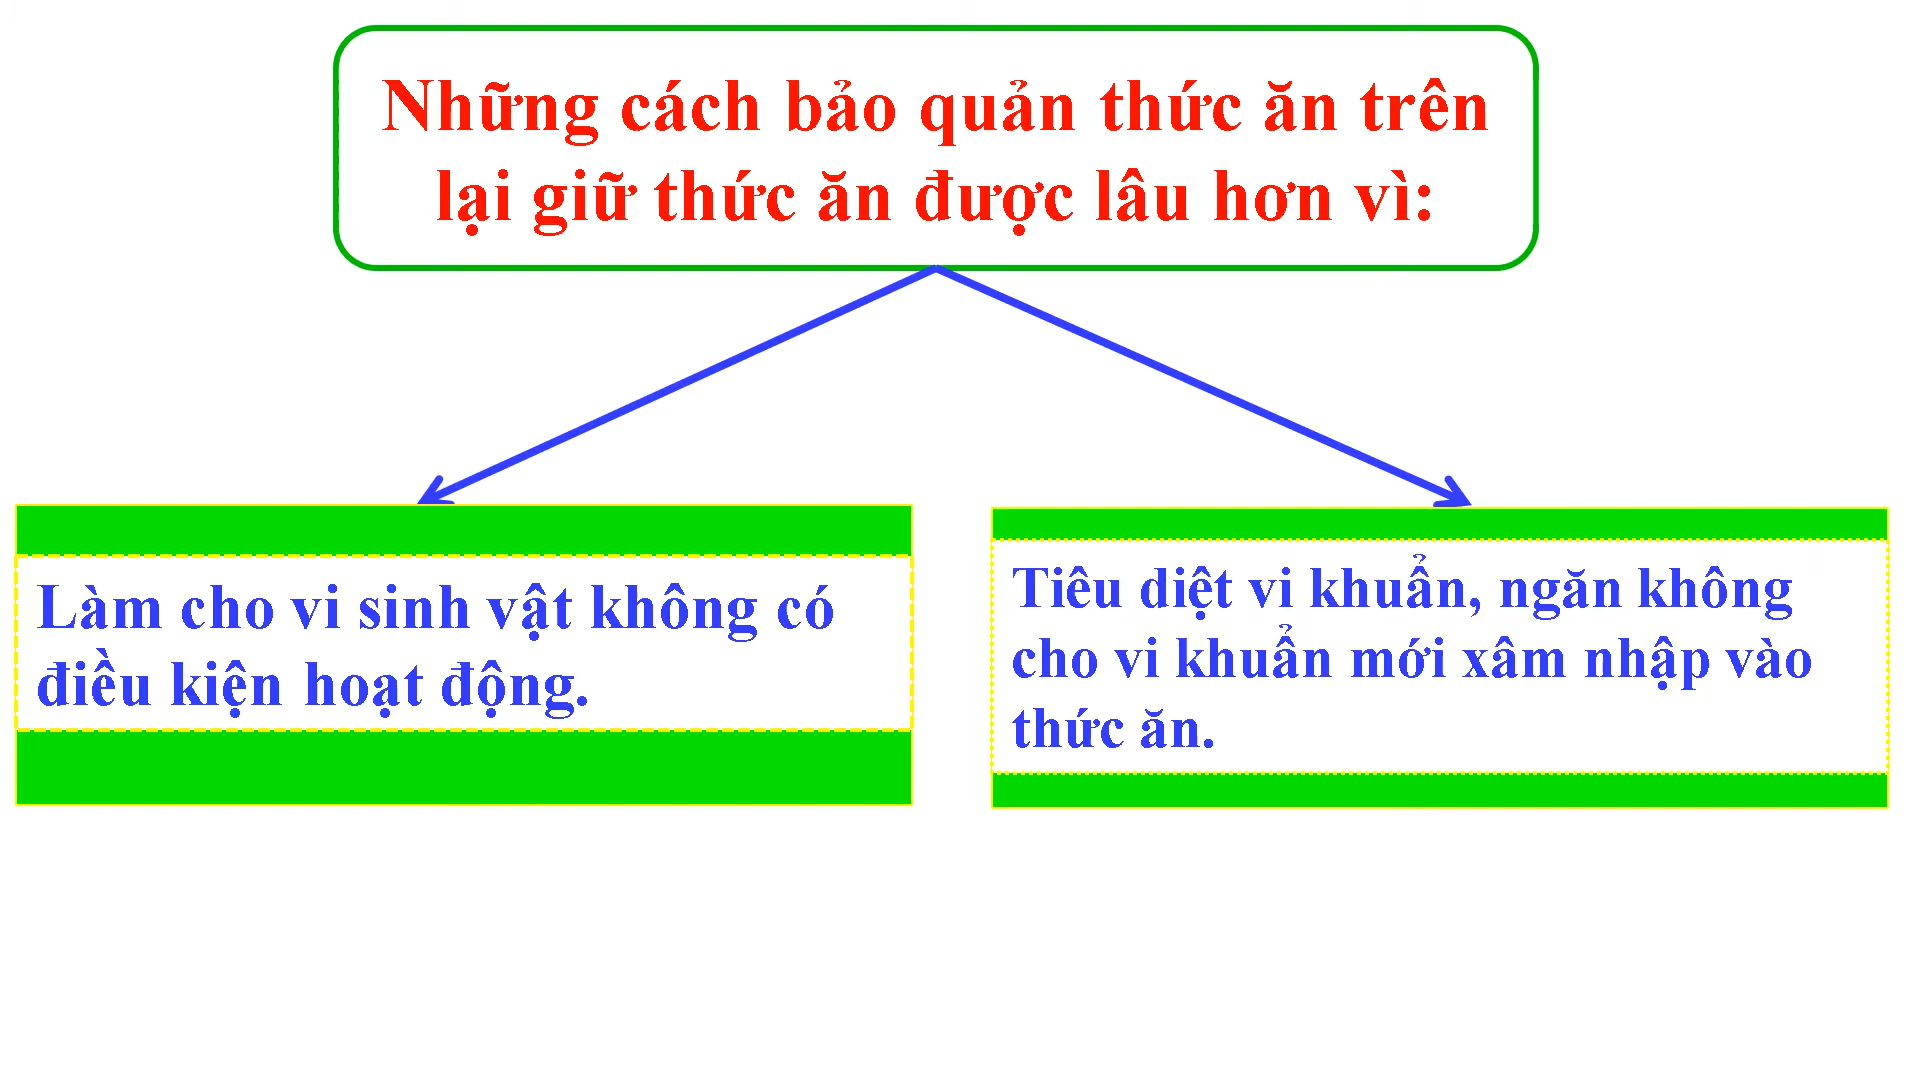 Những cách bảo quản thức ăn trên
lại giữ thức ăn được lâu hơn vì:
Làm cho vi sinh vật không có
điều kiện hoạt động.
Tiêu diệt vi khuẩn, ngăn không
cho vi khuẩn mới xâm nhập vào
thức ăn.